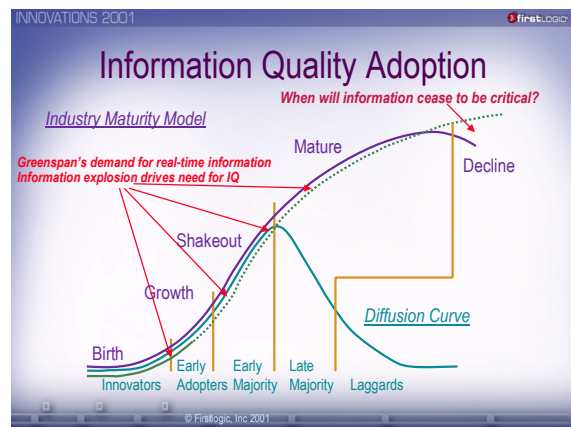 INNOVATIONS 2001
firstLOGIC
Information Quality Adoption
When will information cease to be critical?
Industry Maturity Model
Mature
Greenspan's demand for real-time information
Information explosion drives need for IQ
Decline
Shakeout
Growth
Diffusion Curve
Birth
Innovators
Early
Adopters
Early
Majority
Late
Majority
Laggards
© Firstlogic, Inc 2001